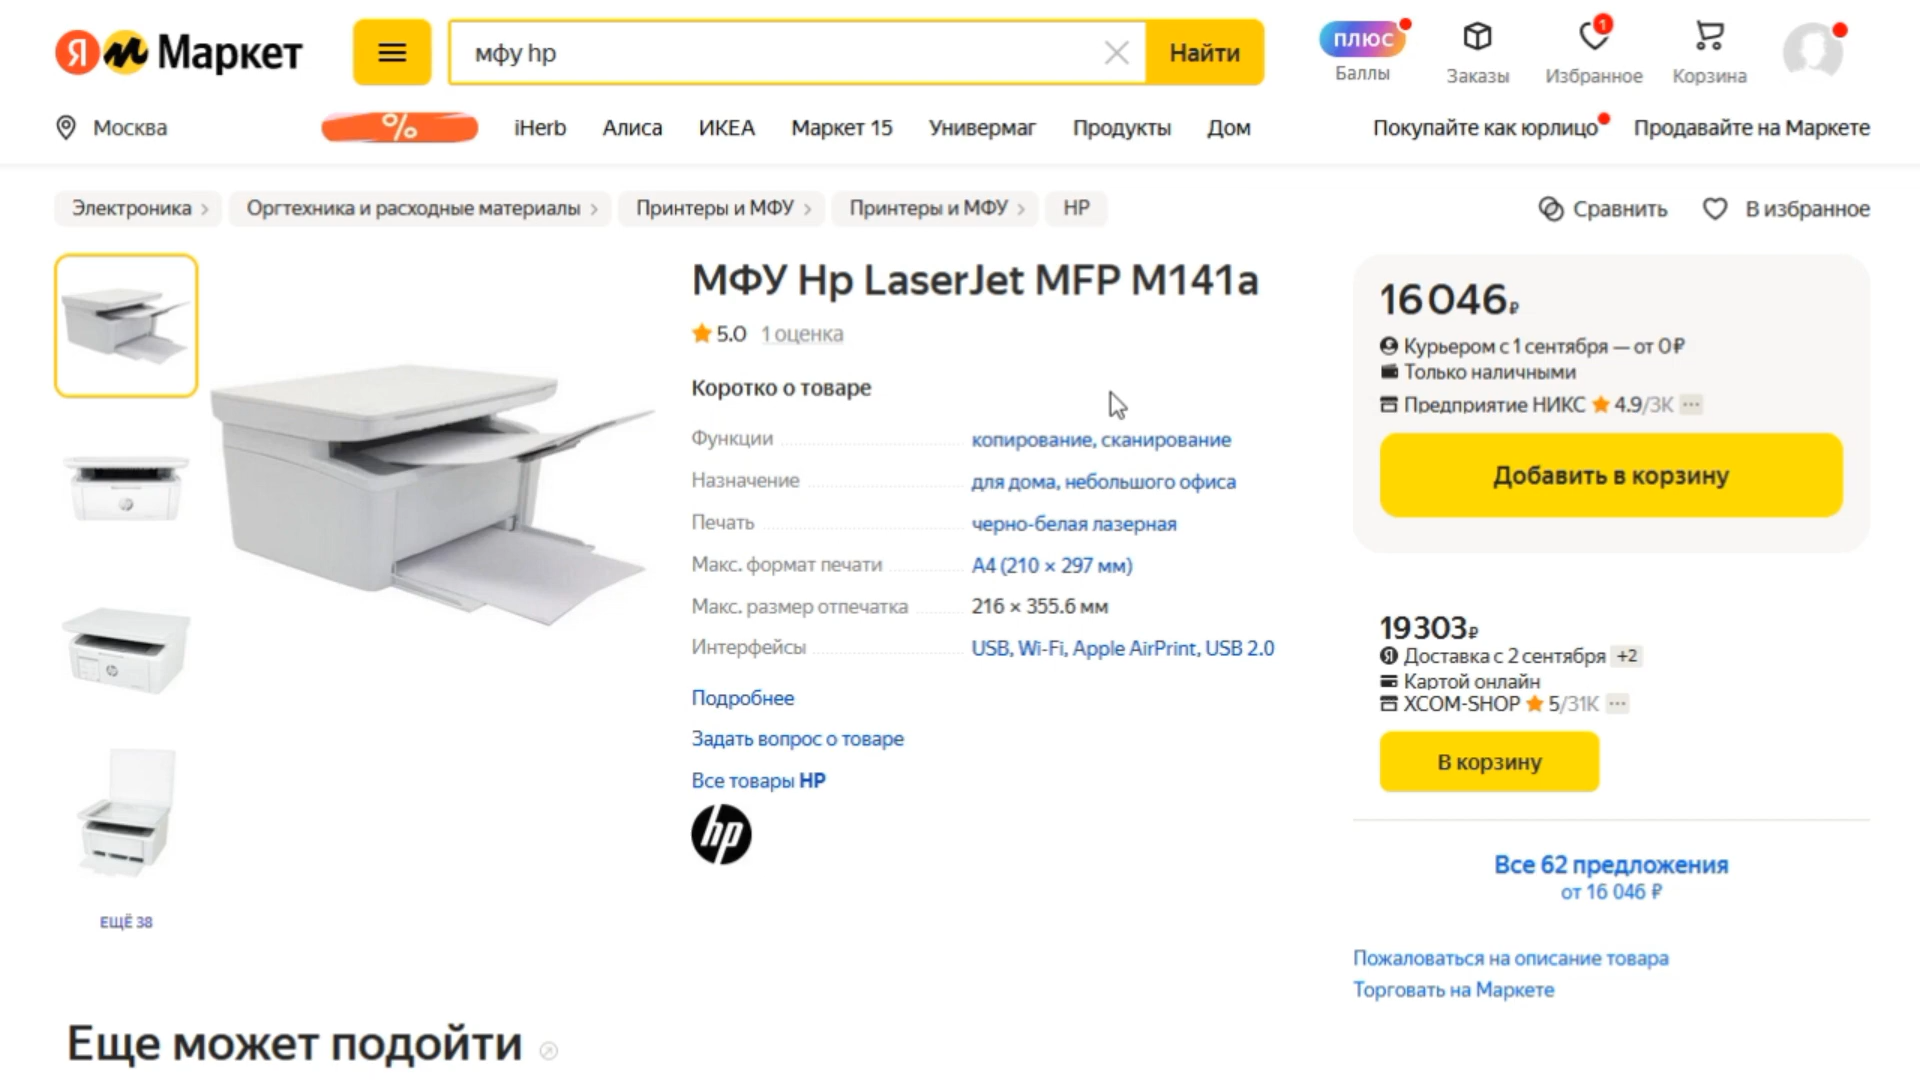 Я Маркет
мфу hp
Найти
плюс
Баллы
Заказы
1
Избранное
Корзина
Москва
%
iHerb
Алиса
ИКЕА
Маркет 15
Универмаг
Продукты
Дом
Покупайте как юрлицо
Продавайте на Маркете
Электроника
Оргтехника и расходные материалы
Принтеры и МФУ
Принтеры и МФУ
HP
Сравнить
В избранное
МФУ Hp LaserJet MFP M141a
5.0 1 оценка
Коротко о товаре
Функции копирование, сканирование
Назначение для дома, небольшого офиса
Печать черно-белая лазерная
Макс. формат печати A4 (210 × 297 мм)
Макс. размер отпечатка 216 × 355.6 мм
Интерфейсы USB, Wi-Fi, Apple AirPrint, USB 2.0
Подробнее
Задать вопрос о товаре
Все товары HP
hp
ЕЩЁ 38
16 046 ₽
Курьером с 1 сентября — от 0 ₽
Только наличными
Предприятие НИКС 4.9/3K ···
Добавить в корзину
19 303 ₽
Доставка с 2 сентября +2
Картой онлайн
XCOM-SHOP 5/31K ···
В корзину
Все 62 предложения
от 16 046 ₽
Пожаловаться на описание товара
Торговать на Маркете
Еще может подойти